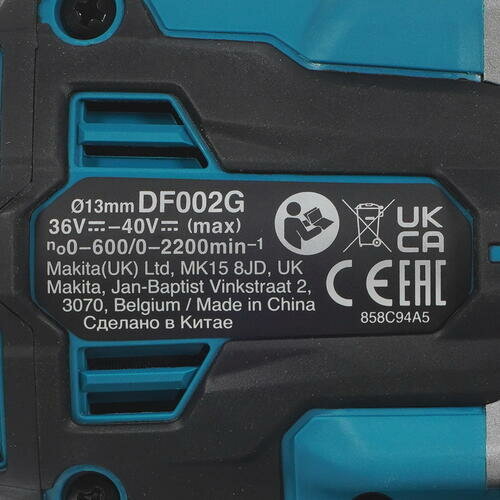 Ø13mm DF002G
36V⎓–40V⎓ (max)
n₀0-600/0-2200min⁻¹
Makita(UK) Ltd, MK15 8JD, UK
Makita, Jan-Baptist Vinkstraat 2,
3070, Belgium / Made in China
Сделано в Китае
UK
CA
CE EAC
858C94A5